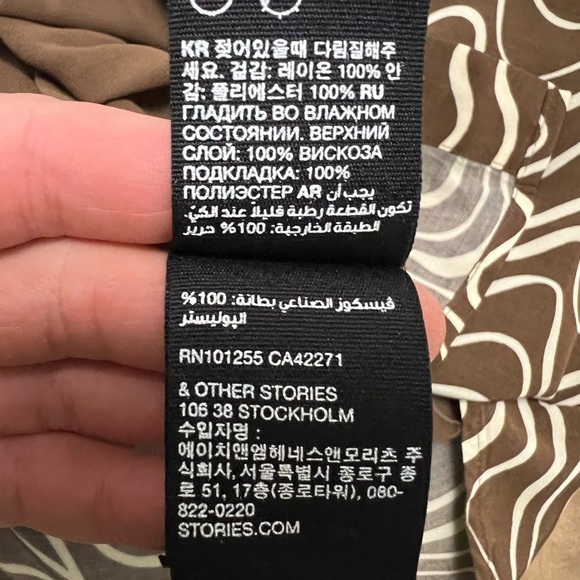 KR 젖어있을때 다림질해주
세요. 겉감: 레이온 100% 안
감: 폴리에스터 100% RU
ГЛАДИТЬ ВО ВЛАЖНОМ
СОСТОЯНИИ. ВЕРХНИЙ
СЛОЙ: 100% ВИСКОЗА
ПОДКЛАДКА: 100%
ПОЛИЭСТЕР AR يجب أن
تكون القطعة رطبة قليلاً عند الكيّ.
الطبقة الخارجية: 100% حرير
فيسكوز الصناعي بطانة: 100%
البوليستر
RN101255 CA42271
& OTHER STORIES
106 38 STOCKHOLM
수입자명 :
에이치앤엠헤네스앤모리츠 주
식회사, 서울특별시 종로구 종
로 51, 17층(종로타워), 080-
822-0220
STORIES.COM